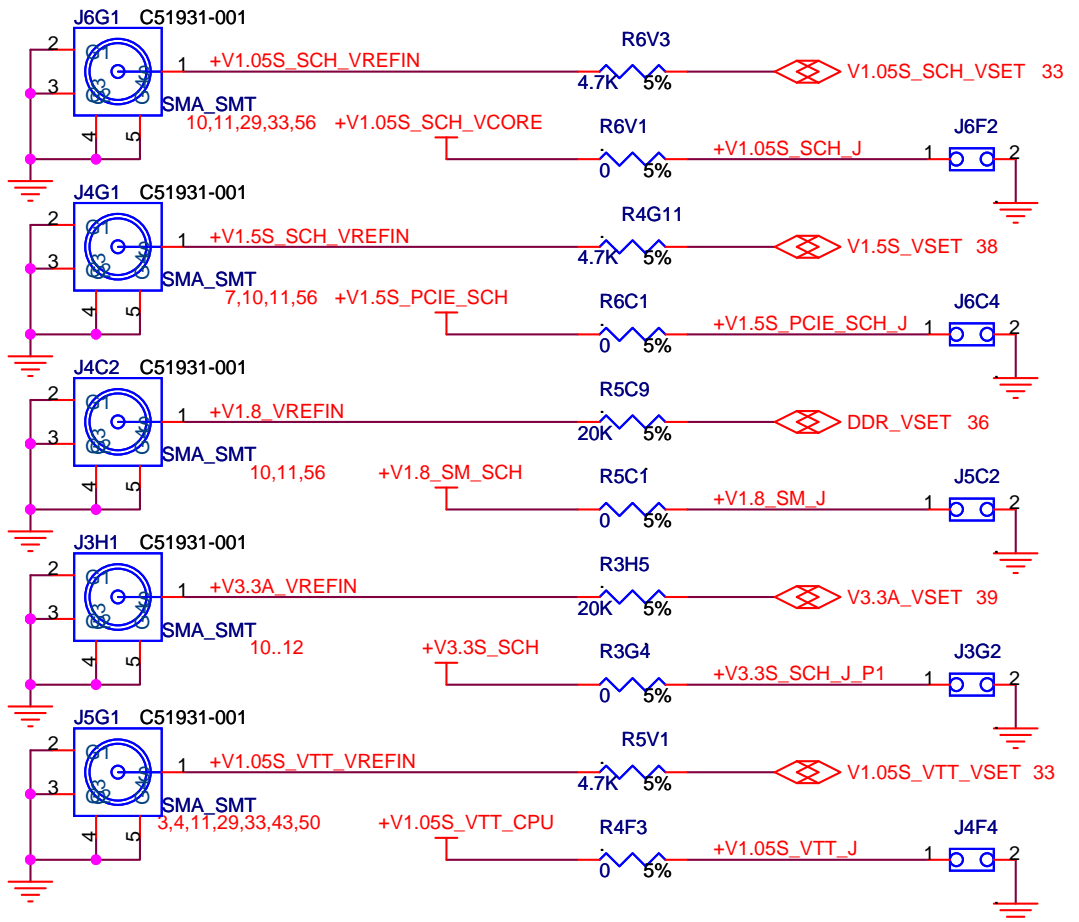 J6G1 C51931-001
R6V3
2 G1 1 +V1.05S_SCH_VREFIN V1.05S_SCH_VSET 33
3 4.7K 5%
SMA_SMT
10,11,29,33,56 +V1.05S_SCH_VCORE R6V1 J6F2
4 5 +V1.05S_SCH_J 1 2
0 5%
J4G1 C51931-001
R4G11
2 G1 1 +V1.5S_SCH_VREFIN V1.5S_VSET 38
3 4.7K 5%
SMA_SMT
7,10,11,56 +V1.5S_PCIE_SCH R6C1 J6C4
4 5 +V1.5S_PCIE_SCH_J 1 2
0 5%
J4C2 C51931-001
R5C9
2 G1 1 +V1.8_VREFIN DDR_VSET 36
3 20K 5%
SMA_SMT
10,11,56 +V1.8_SM_SCH R5C1 J5C2
4 5 +V1.8_SM_J 1 2
0 5%
J3H1 C51931-001
R3H5
2 G1 1 +V3.3A_VREFIN V3.3A_VSET 39
3 20K 5%
SMA_SMT
10..12 +V3.3S_SCH R3G4 J3G2
4 5 +V3.3S_SCH_J_P1 1 2
0 5%
J5G1 C51931-001
R5V1
2 G1 1 +V1.05S_VTT_VREFIN V1.05S_VTT_VSET 33
3 4.7K 5%
SMA_SMT
3,4,11,29,33,43,50 +V1.05S_VTT_CPU R4F3 J4F4
4 5 +V1.05S_VTT_J 1 2
0 5%